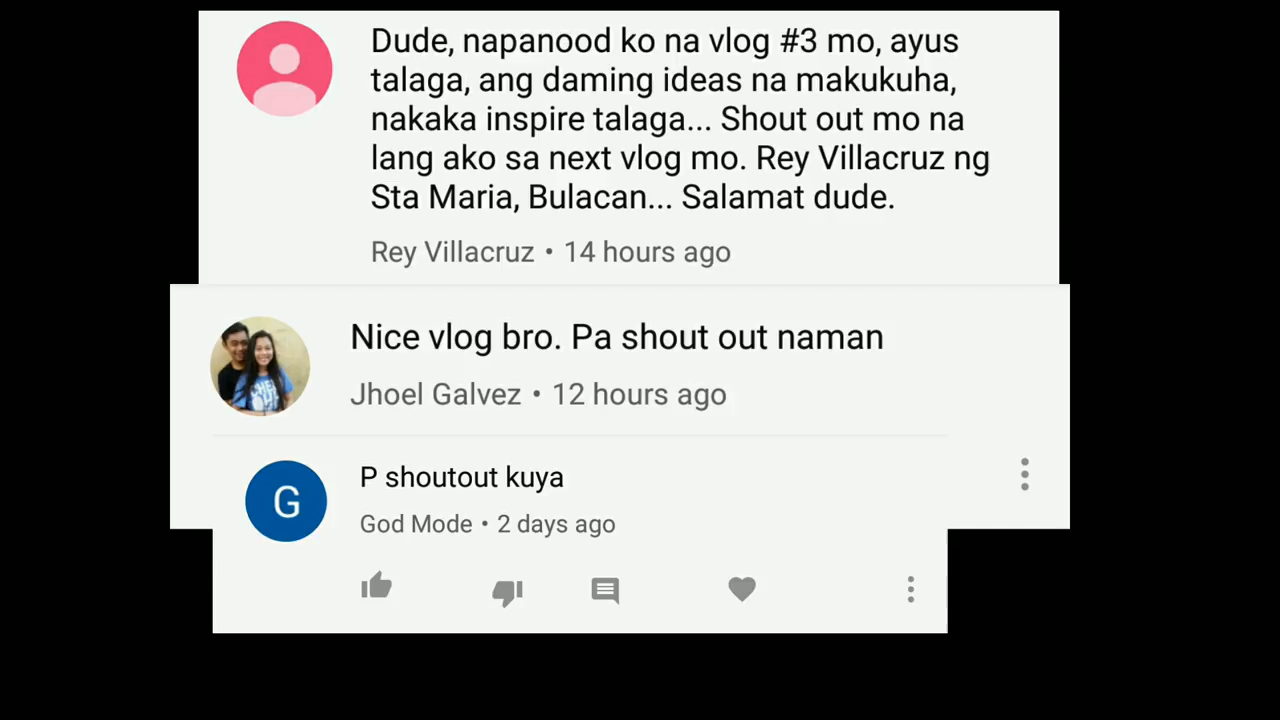 Dude, napanood ko na vlog #3 mo, ayus
talaga, ang daming ideas na makukuha,
nakaka inspire talaga... Shout out mo na
lang ako sa next vlog mo. Rey Villacruz ng
Sta Maria, Bulacan... Salamat dude.
Rey Villacruz • 14 hours ago
Nice vlog bro. Pa shout out naman
Jhoel Galvez • 12 hours ago
G
P shoutout kuya
God Mode • 2 days ago